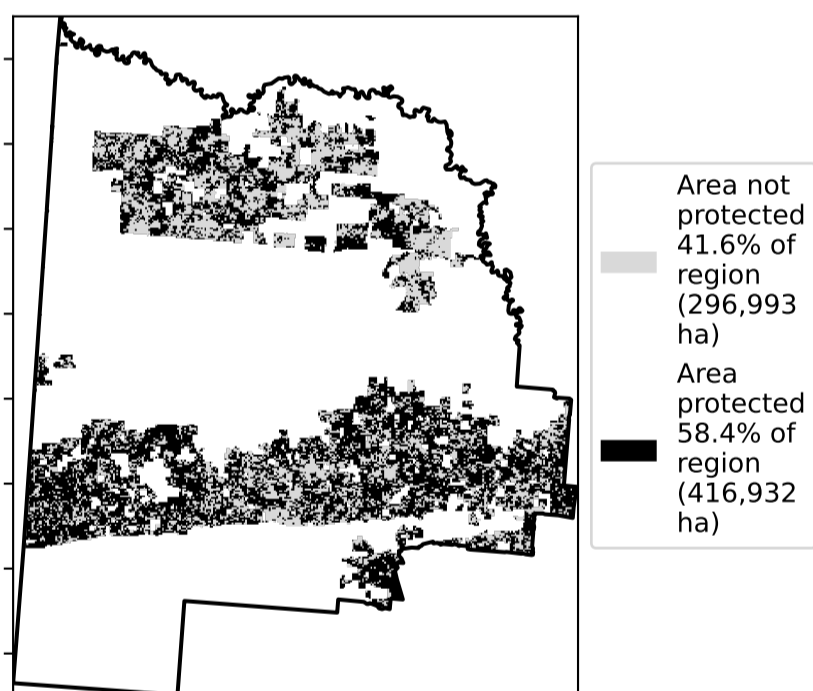 Area not
protected
41.6% of
region
(296,993
ha)
Area
protected
58.4% of
region
(416,932
ha)